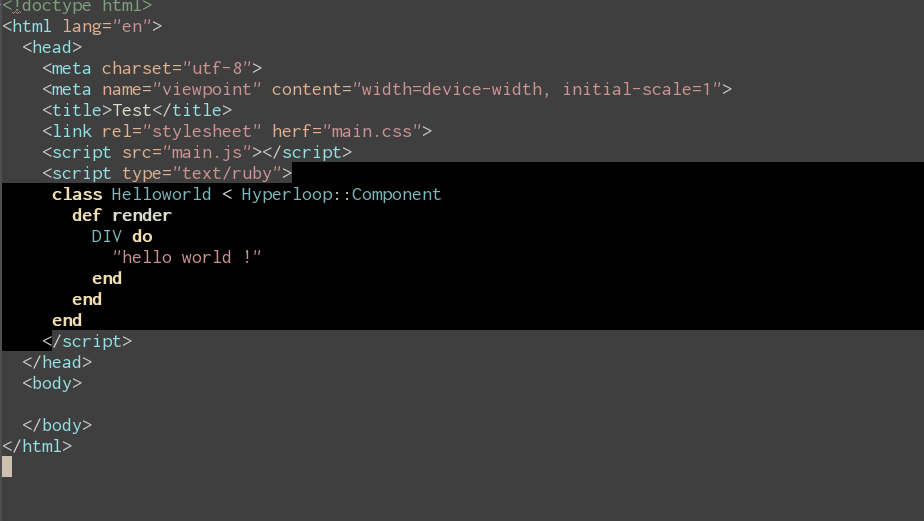 <!doctype html>
<html lang="en">
  <head>
    <meta charset="utf-8">
    <meta name="viewpoint" content="width=device-width, initial-scale=1">
    <title>Test</title>
    <link rel="stylesheet" herf="main.css">
    <script src="main.js"></script>
    <script type="text/ruby">
     class Helloworld < Hyperloop::Component
       def render
         DIV do
           "hello world !"
         end
       end
     end
    </script>
  </head>
  <body>

  </body>
</html>